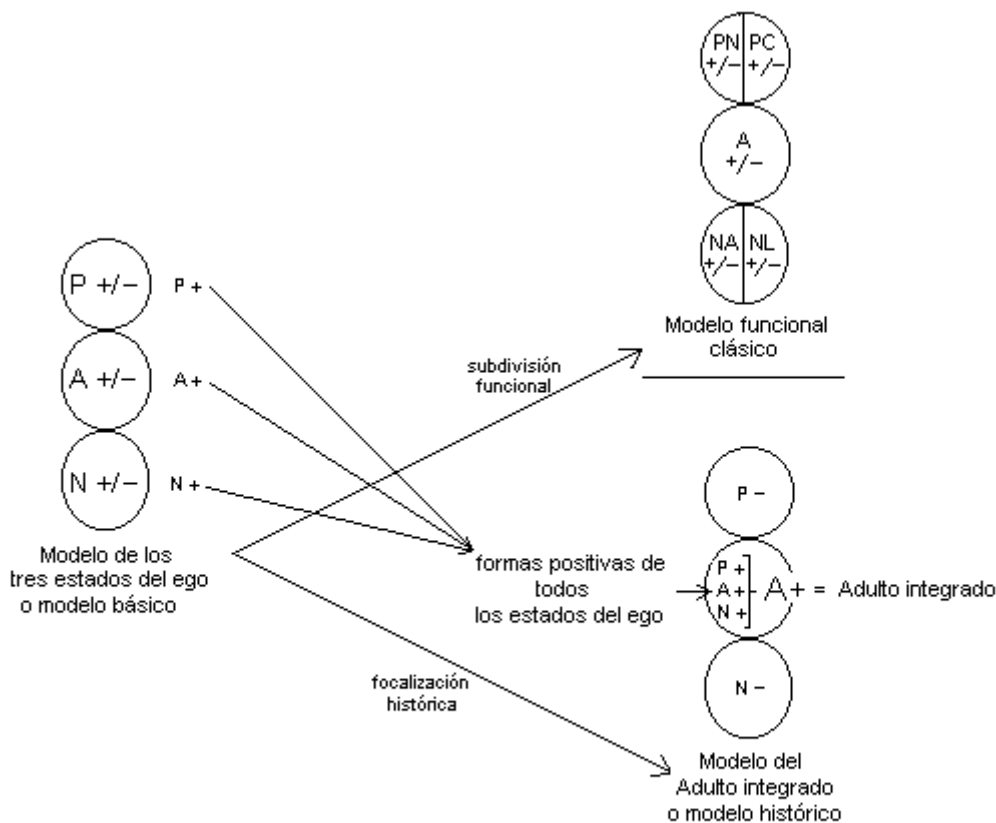 PN PC
+/− +/−
A
+/−
NA NL
+/− +/−
Modelo funcional
clásico
P +/− P +
A +/− A +
N +/− N +
Modelo de los
tres estados del ego
o modelo básico
subdivisión
funcional
focalización
histórica
formas positivas de
todos
los estados del ego
P −
P +
A + A + = Adulto integrado
N +
N −
Modelo del
Adulto integrado
o modelo histórico